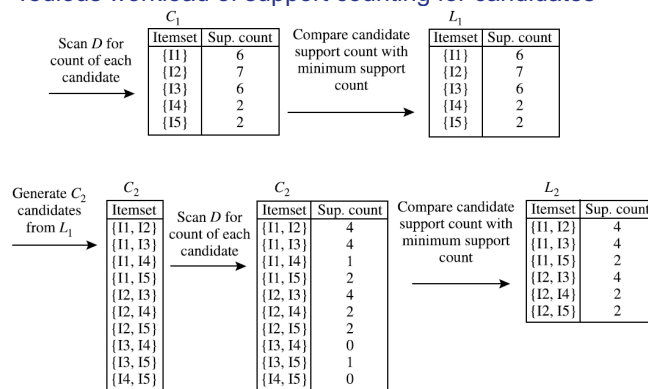 Tedious workload of support counting for candidates
C1
L1
Scan D for
count of each
candidate
Itemset Sup. count
{I1} 6
{I2} 7
{I3} 6
{I4} 2
{I5} 2
Compare candidate
support count with
minimum support
count
Itemset Sup. count
{I1} 6
{I2} 7
{I3} 6
{I4} 2
{I5} 2
Generate C2
candidates
from L1
C2
Itemset
{I1, I2}
{I1, I3}
{I1, I4}
{I1, I5}
{I2, I3}
{I2, I4}
{I2, I5}
{I3, I4}
{I3, I5}
{I4, I5}
Scan D for
count of each
candidate
C2
Itemset Sup. count
{I1, I2} 4
{I1, I3} 4
{I1, I4} 1
{I1, I5} 2
{I2, I3} 4
{I2, I4} 2
{I2, I5} 2
{I3, I4} 0
{I3, I5} 1
{I4, I5} 0
Compare candidate
support count with
minimum support
count
L2
Itemset Sup. count
{I1, I2} 4
{I1, I3} 4
{I1, I5} 2
{I2, I3} 4
{I2, I4} 2
{I2, I5} 2